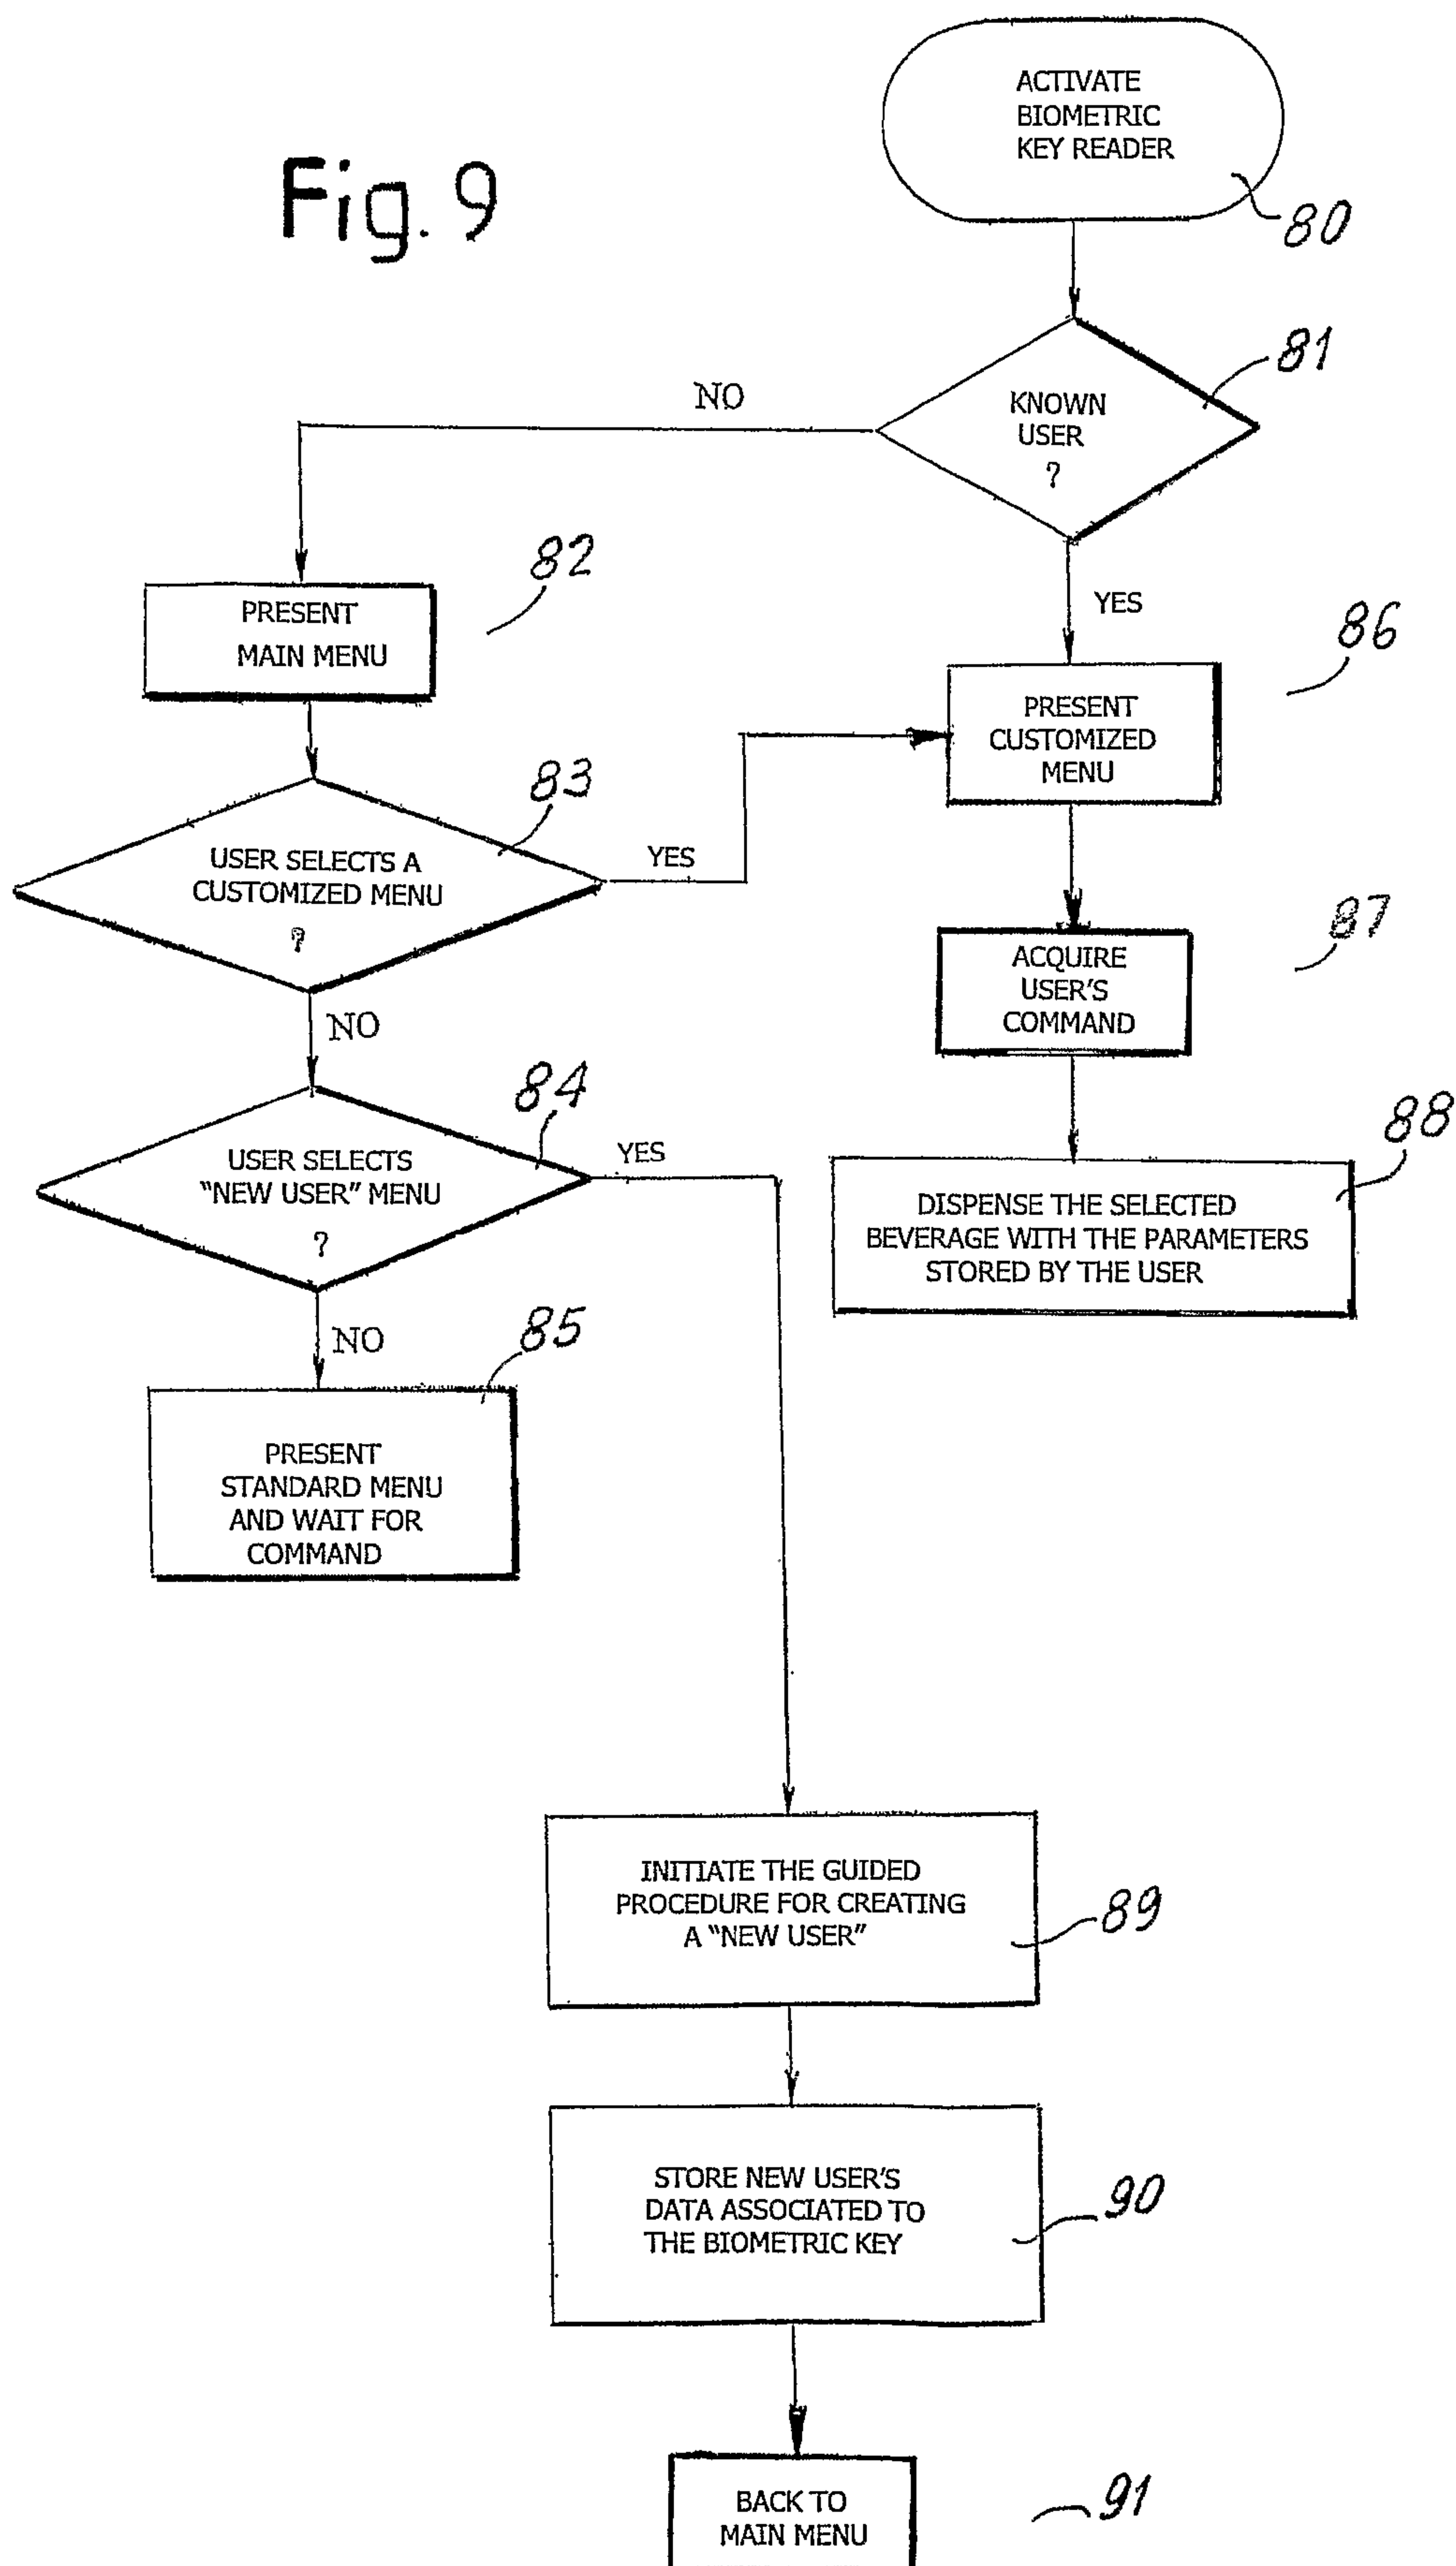 Fig. 9
ACTIVATE
BIOMETRIC
KEY READER
80
81
KNOWN
USER
?
NO
YES
82
PRESENT
MAIN MENU
86
PRESENT
CUSTOMIZED
MENU
83
USER SELECTS A
CUSTOMIZED MENU
?
YES
NO
87
ACQUIRE
USER'S
COMMAND
84
USER SELECTS
"NEW USER" MENU
?
YES
NO
88
DISPENSE THE SELECTED
BEVERAGE WITH THE PARAMETERS
STORED BY THE USER
85
PRESENT
STANDARD MENU
AND WAIT FOR
COMMAND
INITIATE THE GUIDED
PROCEDURE FOR CREATING
A "NEW USER"
89
STORE NEW USER'S
DATA ASSOCIATED TO
THE BIOMETRIC KEY
90
BACK TO
MAIN MENU
91